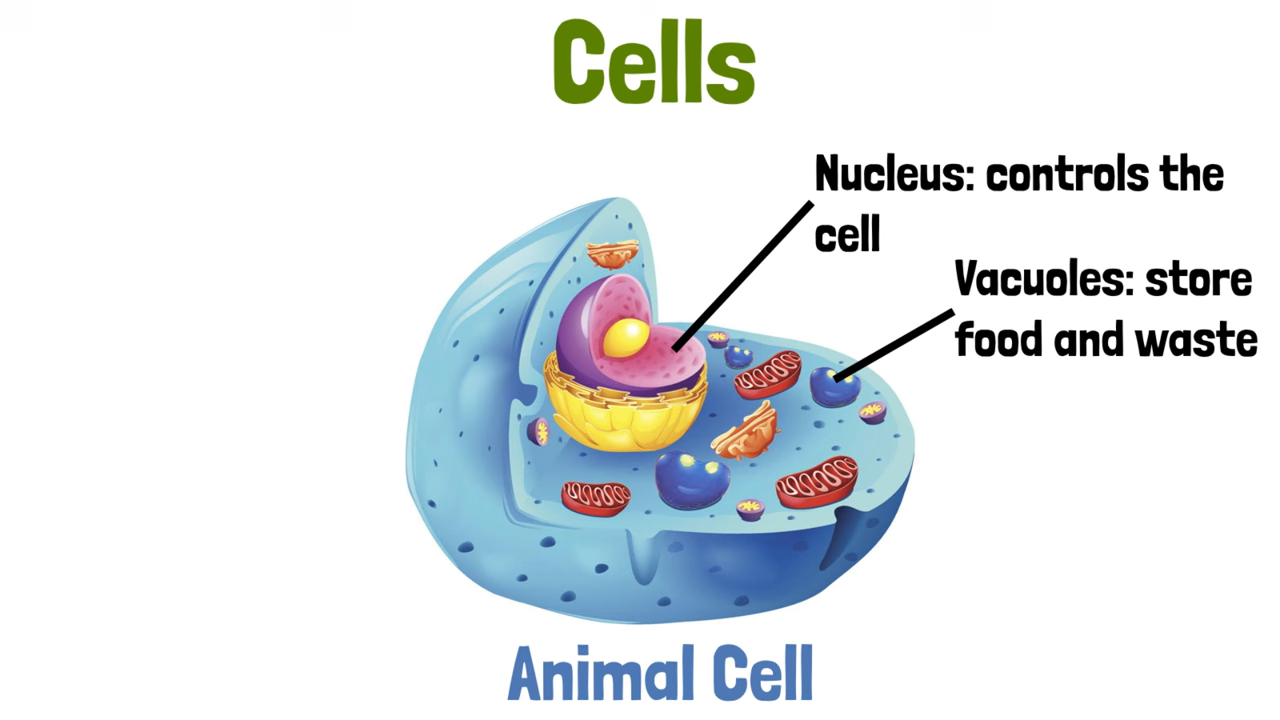 Cells
Nucleus: controls the
cell
Vacuoles: store
food and waste
Animal Cell